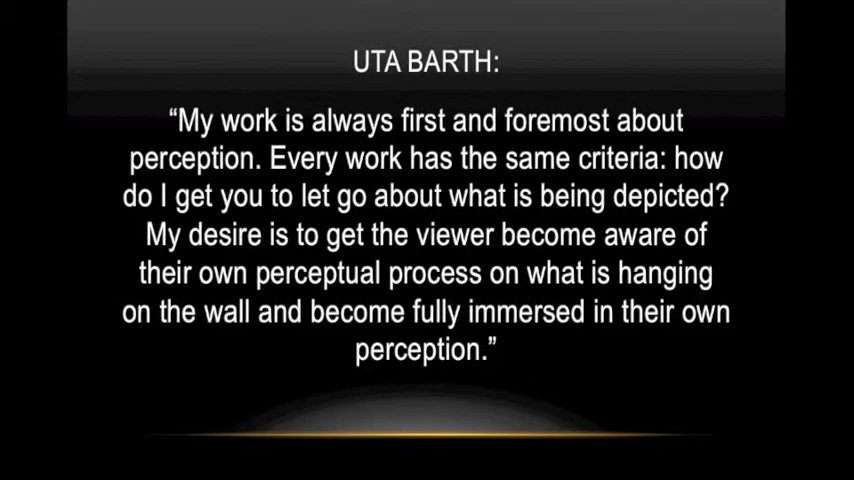 UTA BARTH:
“My work is always first and foremost about
perception. Every work has the same criteria: how
do I get you to let go about what is being depicted?
My desire is to get the viewer become aware of
their own perceptual process on what is hanging
on the wall and become fully immersed in their own
perception.”